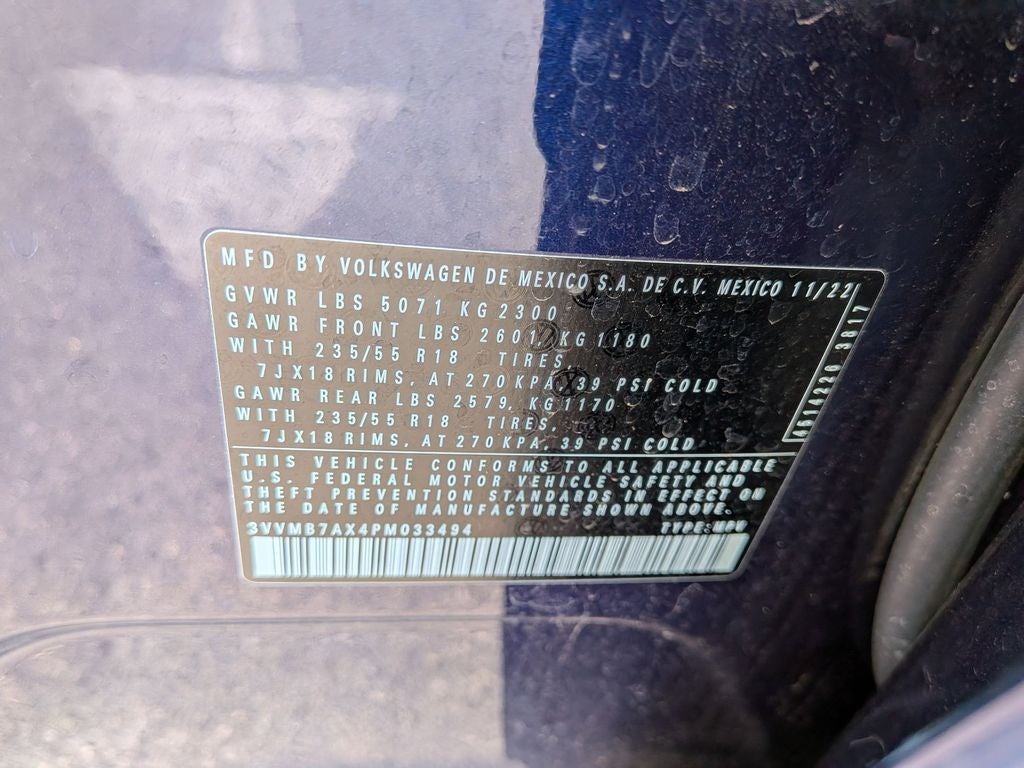 MFD BY VOLKSWAGEN DE MEXICO S.A. DE C.V. MEXICO 11/22
GVWR LBS 5071 KG 2300
GAWR FRONT LBS 2601, KG 1180
WITH 235/55 R18 TIRES,
7JX18 RIMS, AT 270 KPA, 39 PSI COLD
GAWR REAR LBS 2579, KG 1170
WITH 235/55 R18 TIRES,
7JX18 RIMS, AT 270 KPA, 39 PSI COLD
THIS VEHICLE CONFORMS TO ALL APPLICABLE
U.S. FEDERAL MOTOR VEHICLE SAFETY AND
THEFT PREVENTION STANDARDS IN EFFECT ON
THE DATE OF MANUFACTURE SHOWN ABOVE.
3VVMB7AX4PM033494 TYPE:MPV
3817